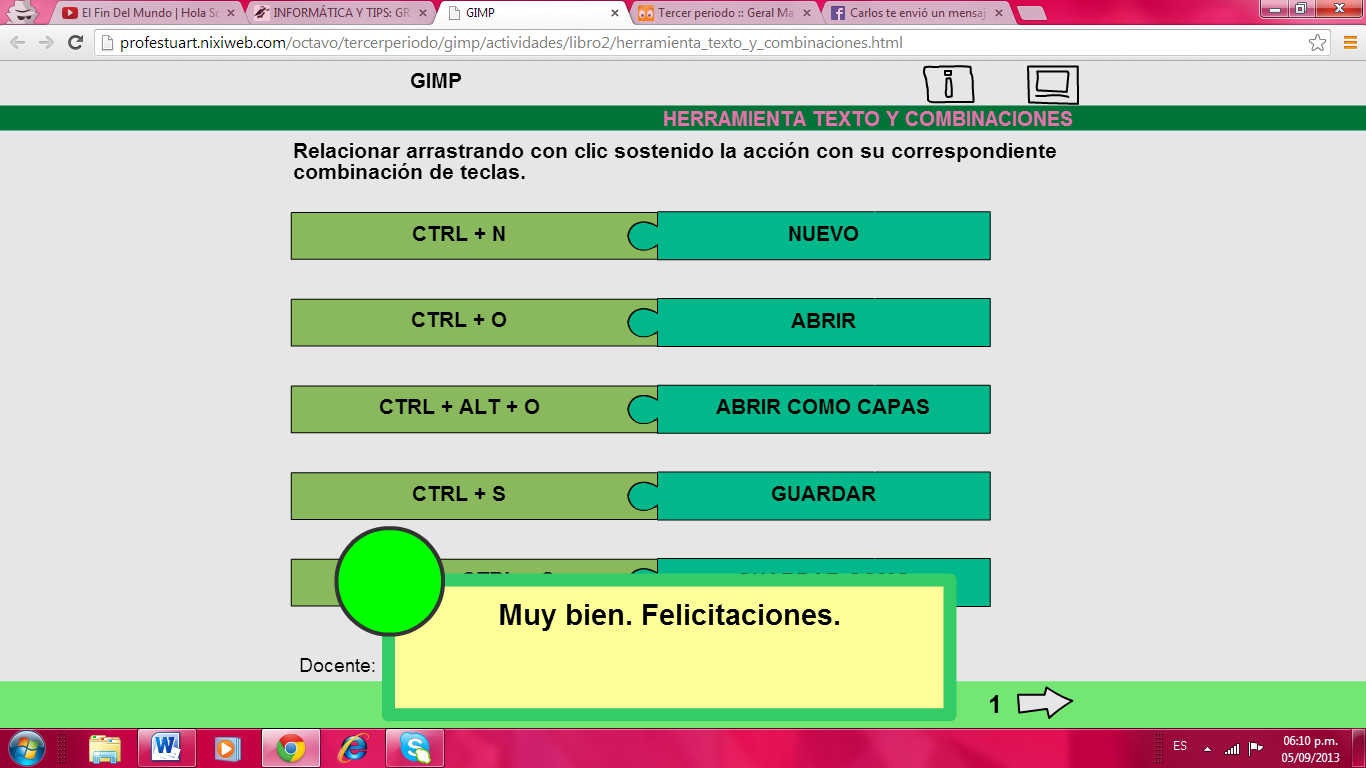 El Fin Del Mundo | Hola So
INFORMÁTICA Y TIPS: GR
GIMP
Tercer periodo :: Geral Ma
Carlos te envió un mensaj
profestuart.nixiweb.com/octavo/tercerperiodo/gimp/actividades/libro2/herramienta_texto_y_combinaciones.html
GIMP
HERRAMIENTA TEXTO Y COMBINACIONES
Relacionar arrastrando con clic sostenido la acción con su correspondiente
combinación de teclas.
CTRL + N NUEVO
CTRL + O ABRIR
CTRL + ALT + O ABRIR COMO CAPAS
CTRL + S GUARDAR
Muy bien. Felicitaciones.
Docente:
1
ES
06:10 p.m.
05/09/2013